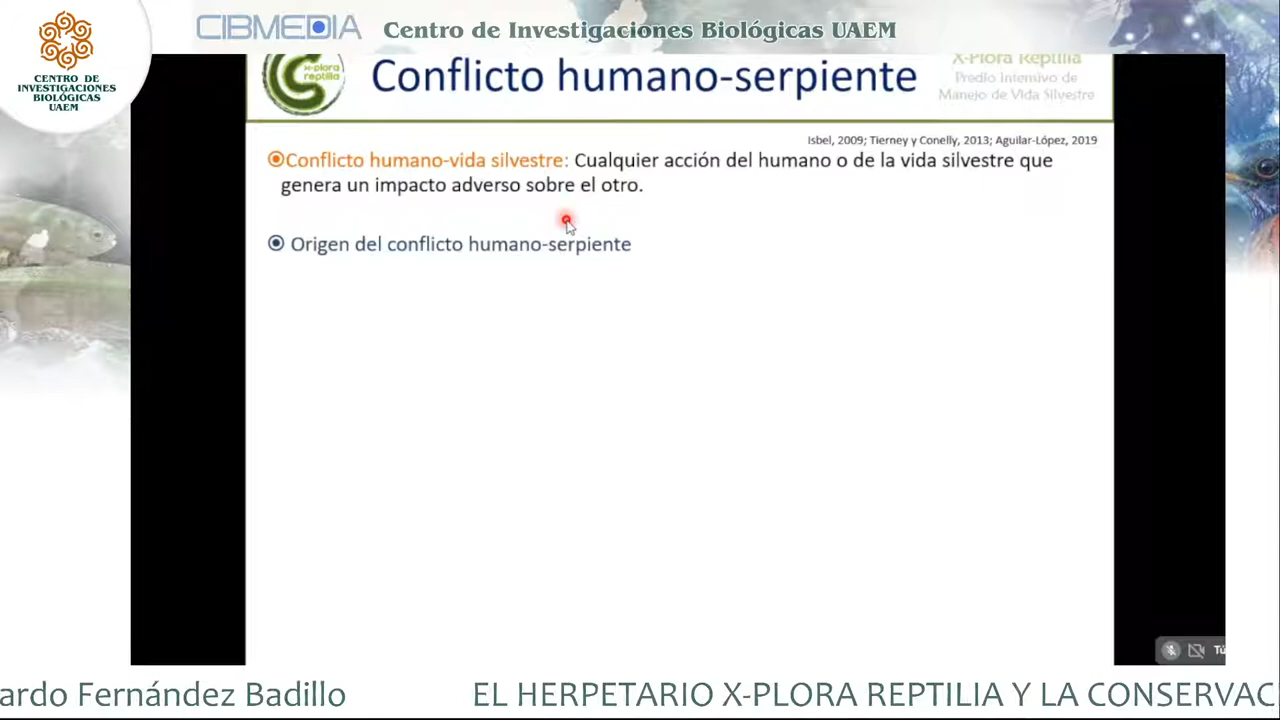 CIBMEDIA
Centro de Investigaciones Biológicas UAEM
CENTRO DE
INVESTIGACIONES
BIOLÓGICAS
UAEM
x-plora
reptilia
Conflicto humano-serpiente
X-Plora Reptilia
Predio Intensivo de
Manejo de Vida Silvestre
Isbel, 2009; Tierney y Conelly, 2013; Aguilar-López, 2019
Conflicto humano-vida silvestre: Cualquier acción del humano o de la vida silvestre que
genera un impacto adverso sobre el otro.
Origen del conflicto humano-serpiente
Tú
ardo Fernández Badillo
EL HERPETARIO X-PLORA REPTILIA Y LA CONSERVAC